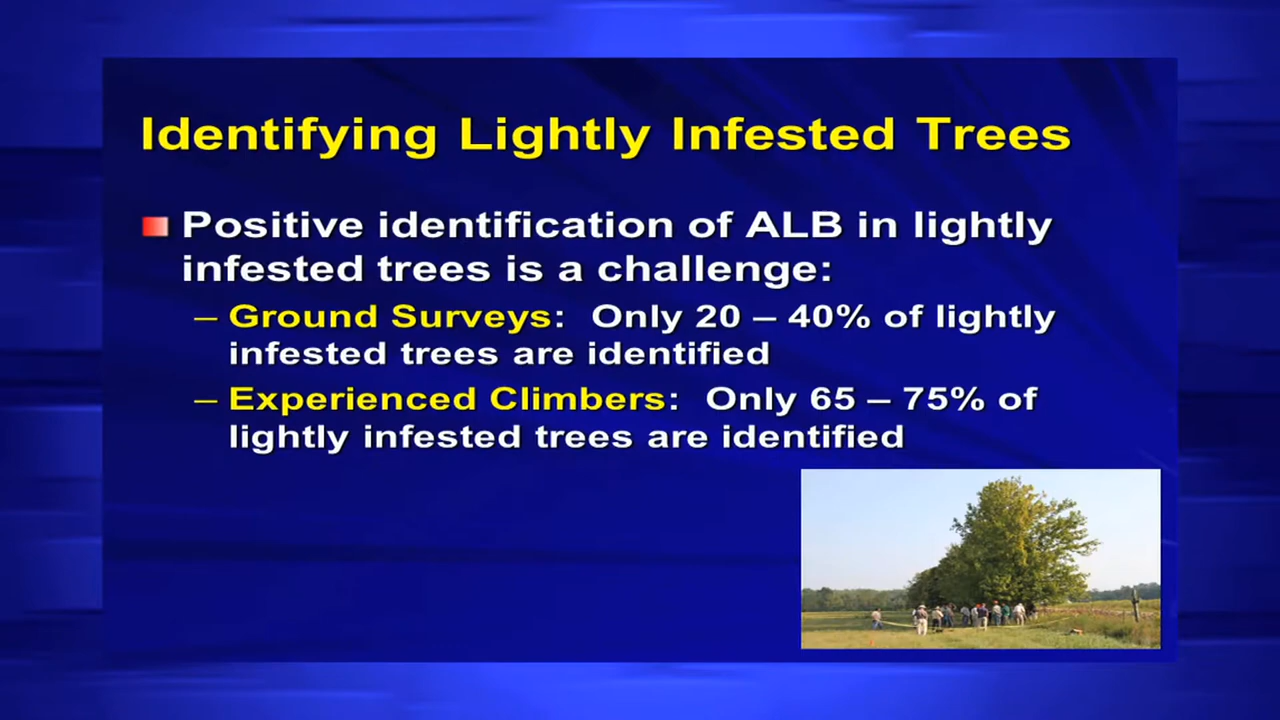 Identifying Lightly Infested Trees
Positive identification of ALB in lightly
infested trees is a challenge:
– Ground Surveys: Only 20 – 40% of lightly
infested trees are identified
– Experienced Climbers: Only 65 – 75% of
lightly infested trees are identified